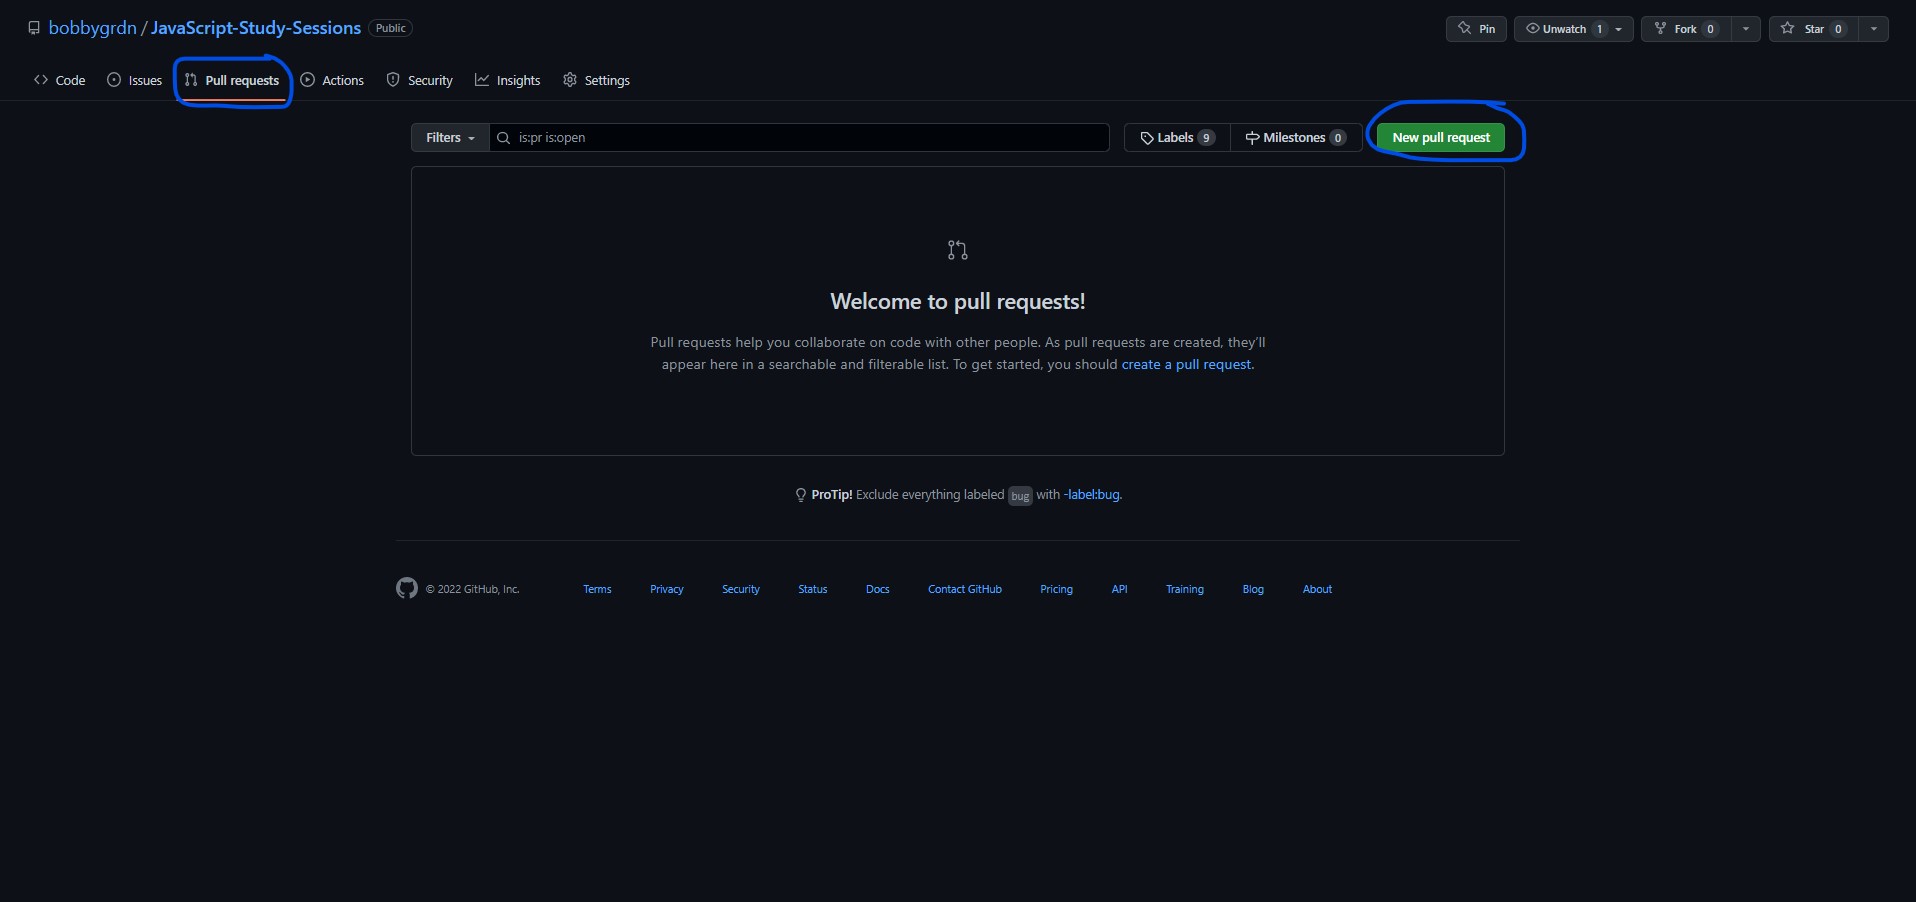 bobbygrdn / JavaScript-Study-Sessions Public Pin Unwatch 1 Fork 0 Star 0
Code Issues Pull requests Actions Security Insights Settings
Filters is:pr is:open Labels 9 Milestones 0 New pull request
Welcome to pull requests!
Pull requests help you collaborate on code with other people. As pull requests are created, they’ll
appear here in a searchable and filterable list. To get started, you should create a pull request.
ProTip! Exclude everything labeled bug with -label:bug.
© 2022 GitHub, Inc. Terms Privacy Security Status Docs Contact GitHub Pricing API Training Blog About